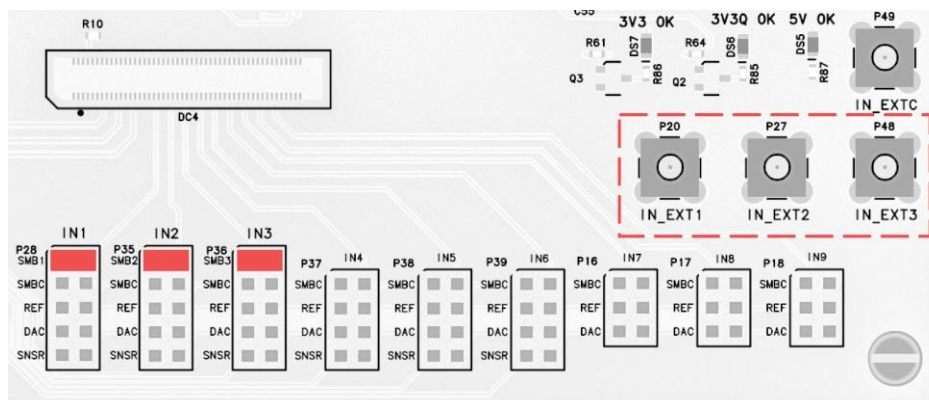 C55
R10
3V3 OK
3V3Q OK
5V OK
P49
R61
DS7
R64
DS6
DS5
Q3
R86
Q2
R85
R87
IN_EXTC
DC4
P20
P27
P48
IN_EXT1
IN_EXT2
IN_EXT3
IN1
IN2
IN3
P28
SMB1
P35
SMB2
P36
SMB3
P37
IN4
P38
IN5
P39
IN6
P16
IN7
P17
IN8
P18
IN9
SMBC
SMBC
SMBC
SMBC
SMBC
SMBC
SMBC
SMBC
SMBC
REF
REF
REF
REF
REF
REF
REF
REF
REF
DAC
DAC
DAC
DAC
DAC
DAC
DAC
DAC
DAC
SNSR
SNSR
SNSR
SNSR
SNSR
SNSR